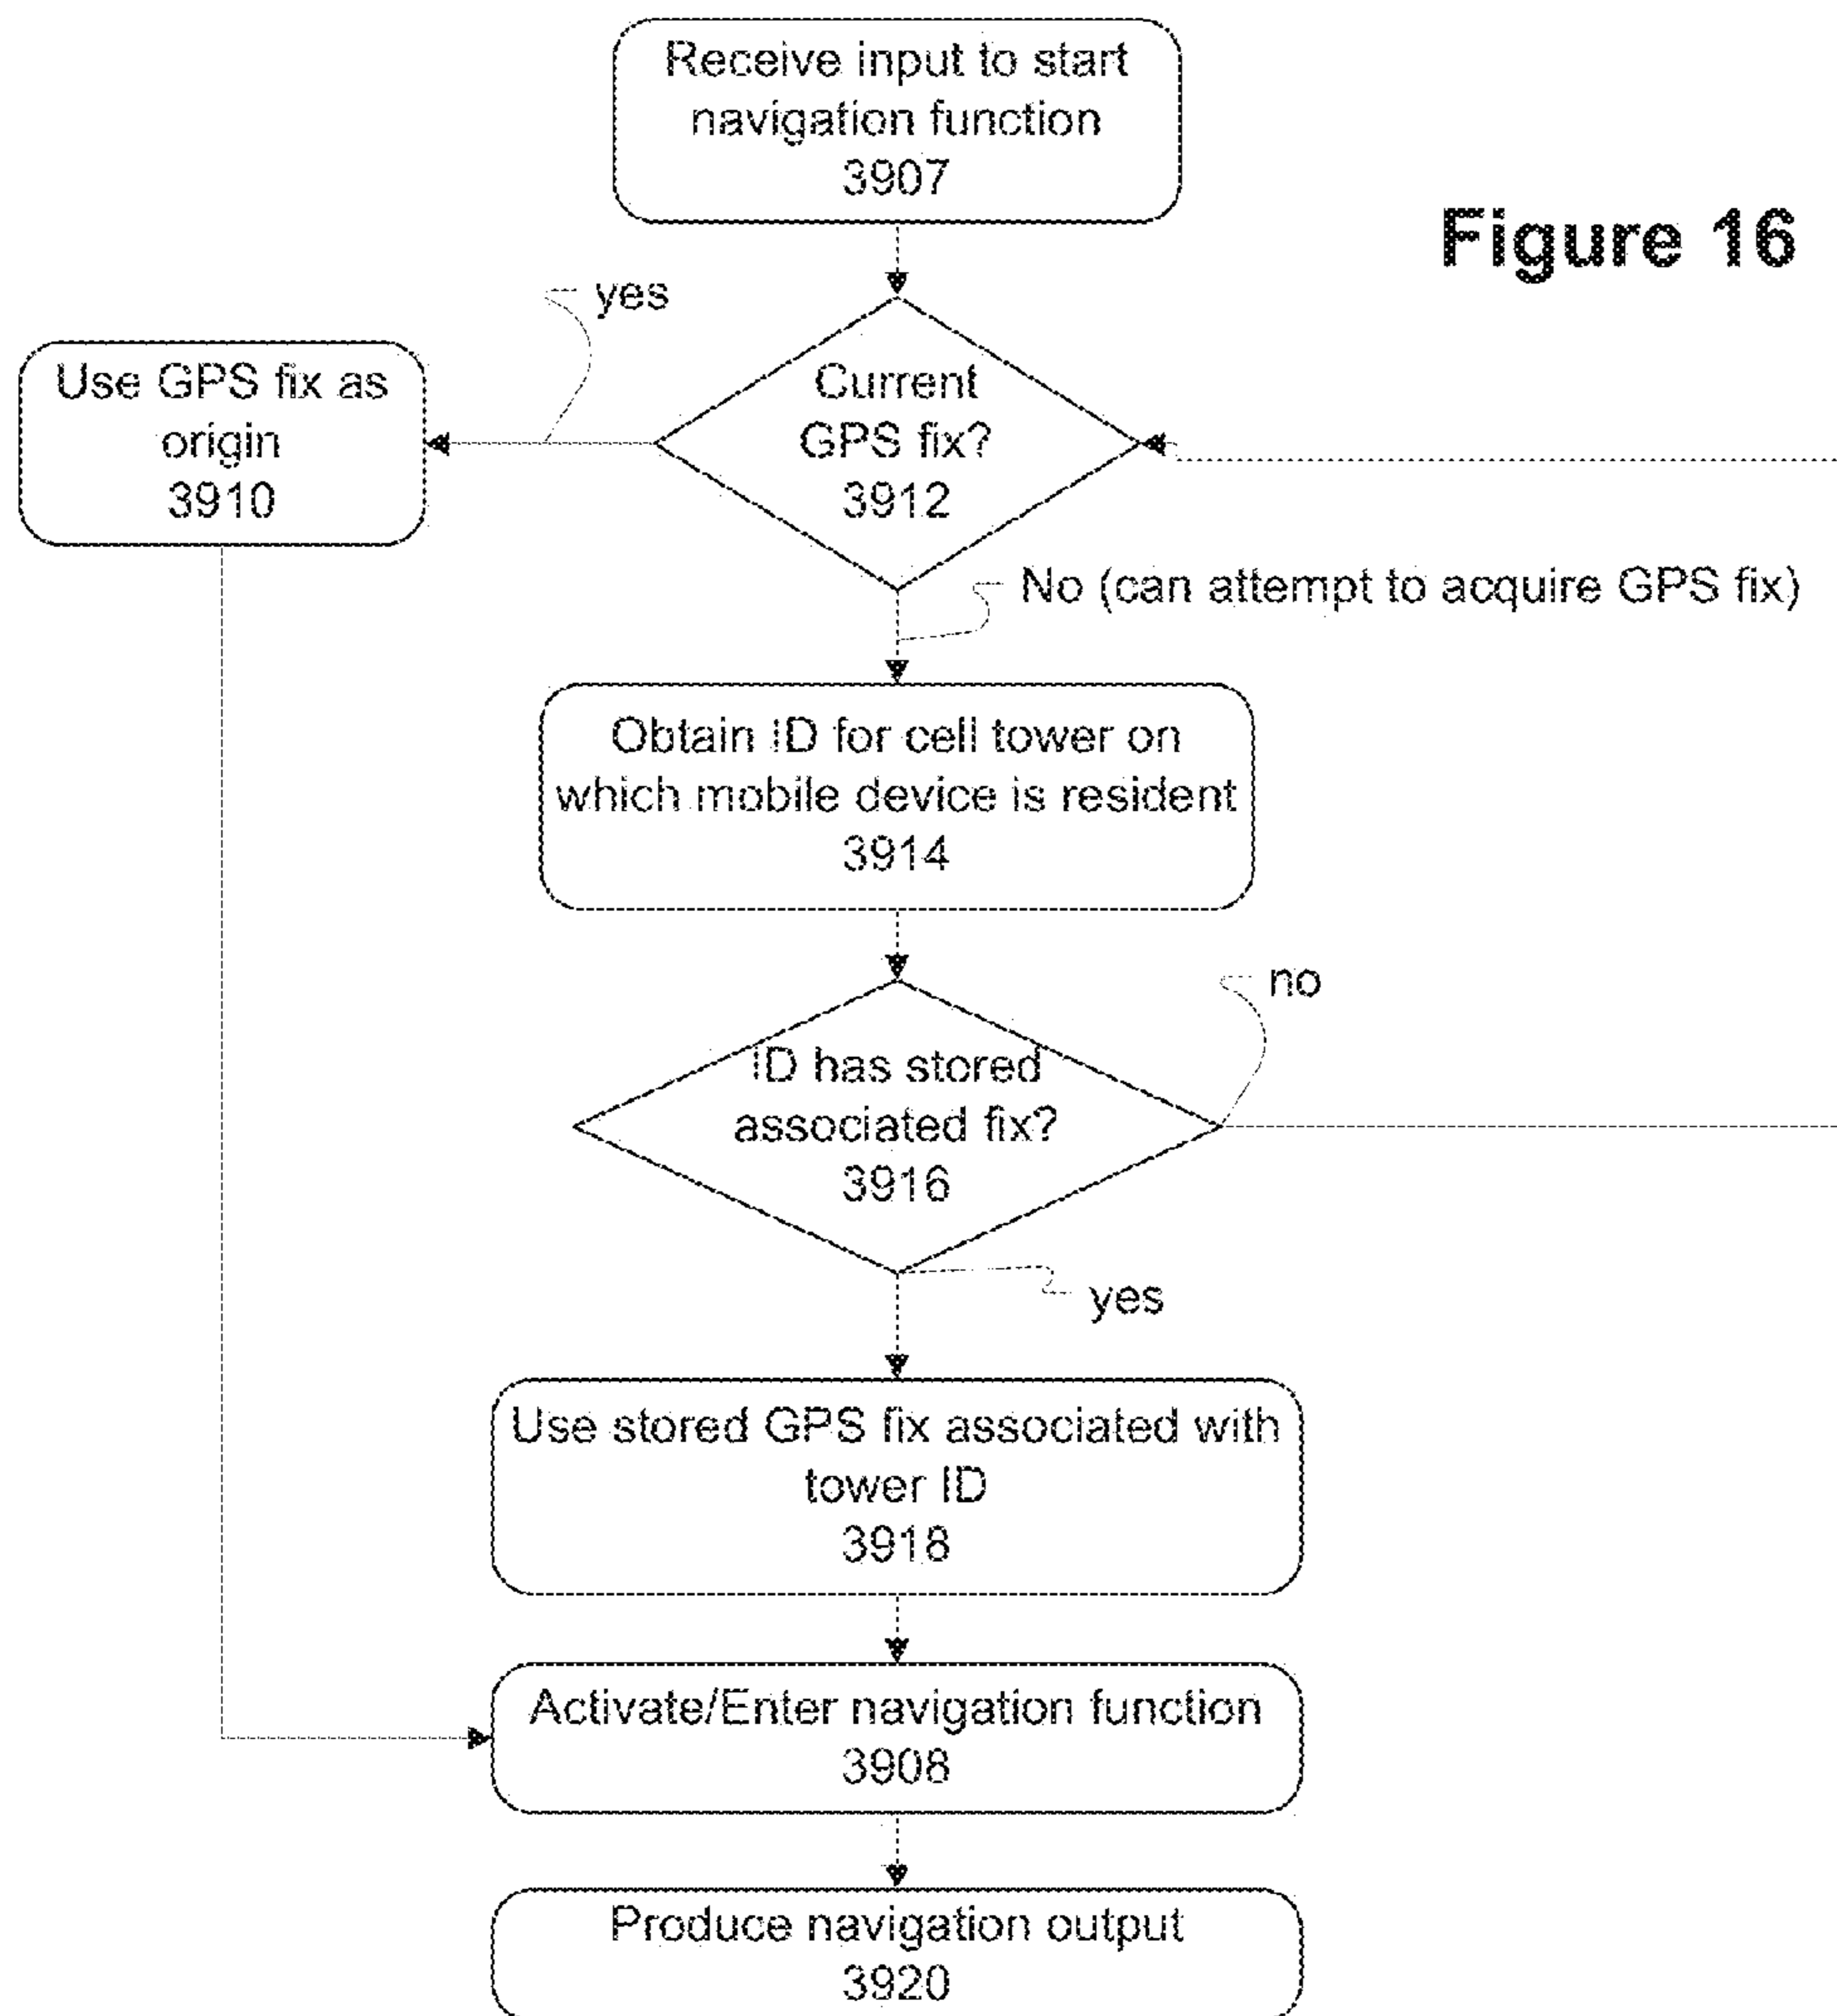 Receive input to start
navigation function
3907
Figure 16
yes
Use GPS fix as
origin
3910
Current
GPS fix?
3912
No (can attempt to acquire GPS fix)
Obtain ID for cell tower on
which mobile device is resident
3914
no
ID has stored
associated fix?
3916
yes
Use stored GPS fix associated with
tower ID
3918
Activate/Enter navigation function
3908
Produce navigation output
3920